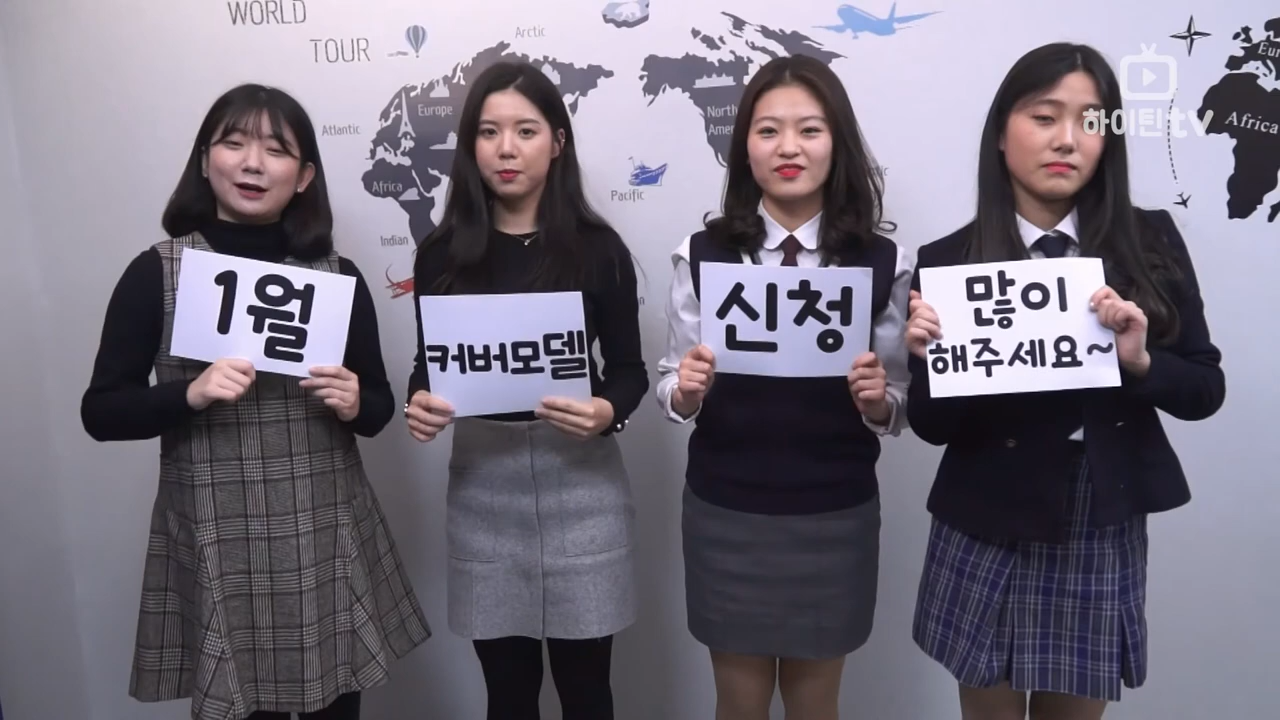 WORLD
TOUR
Arctic
Europe
Atlantic
Africa
Indian
Pacific
North
하이틴tv
Africa
1월
커버모델
신청
많이
해주세요~